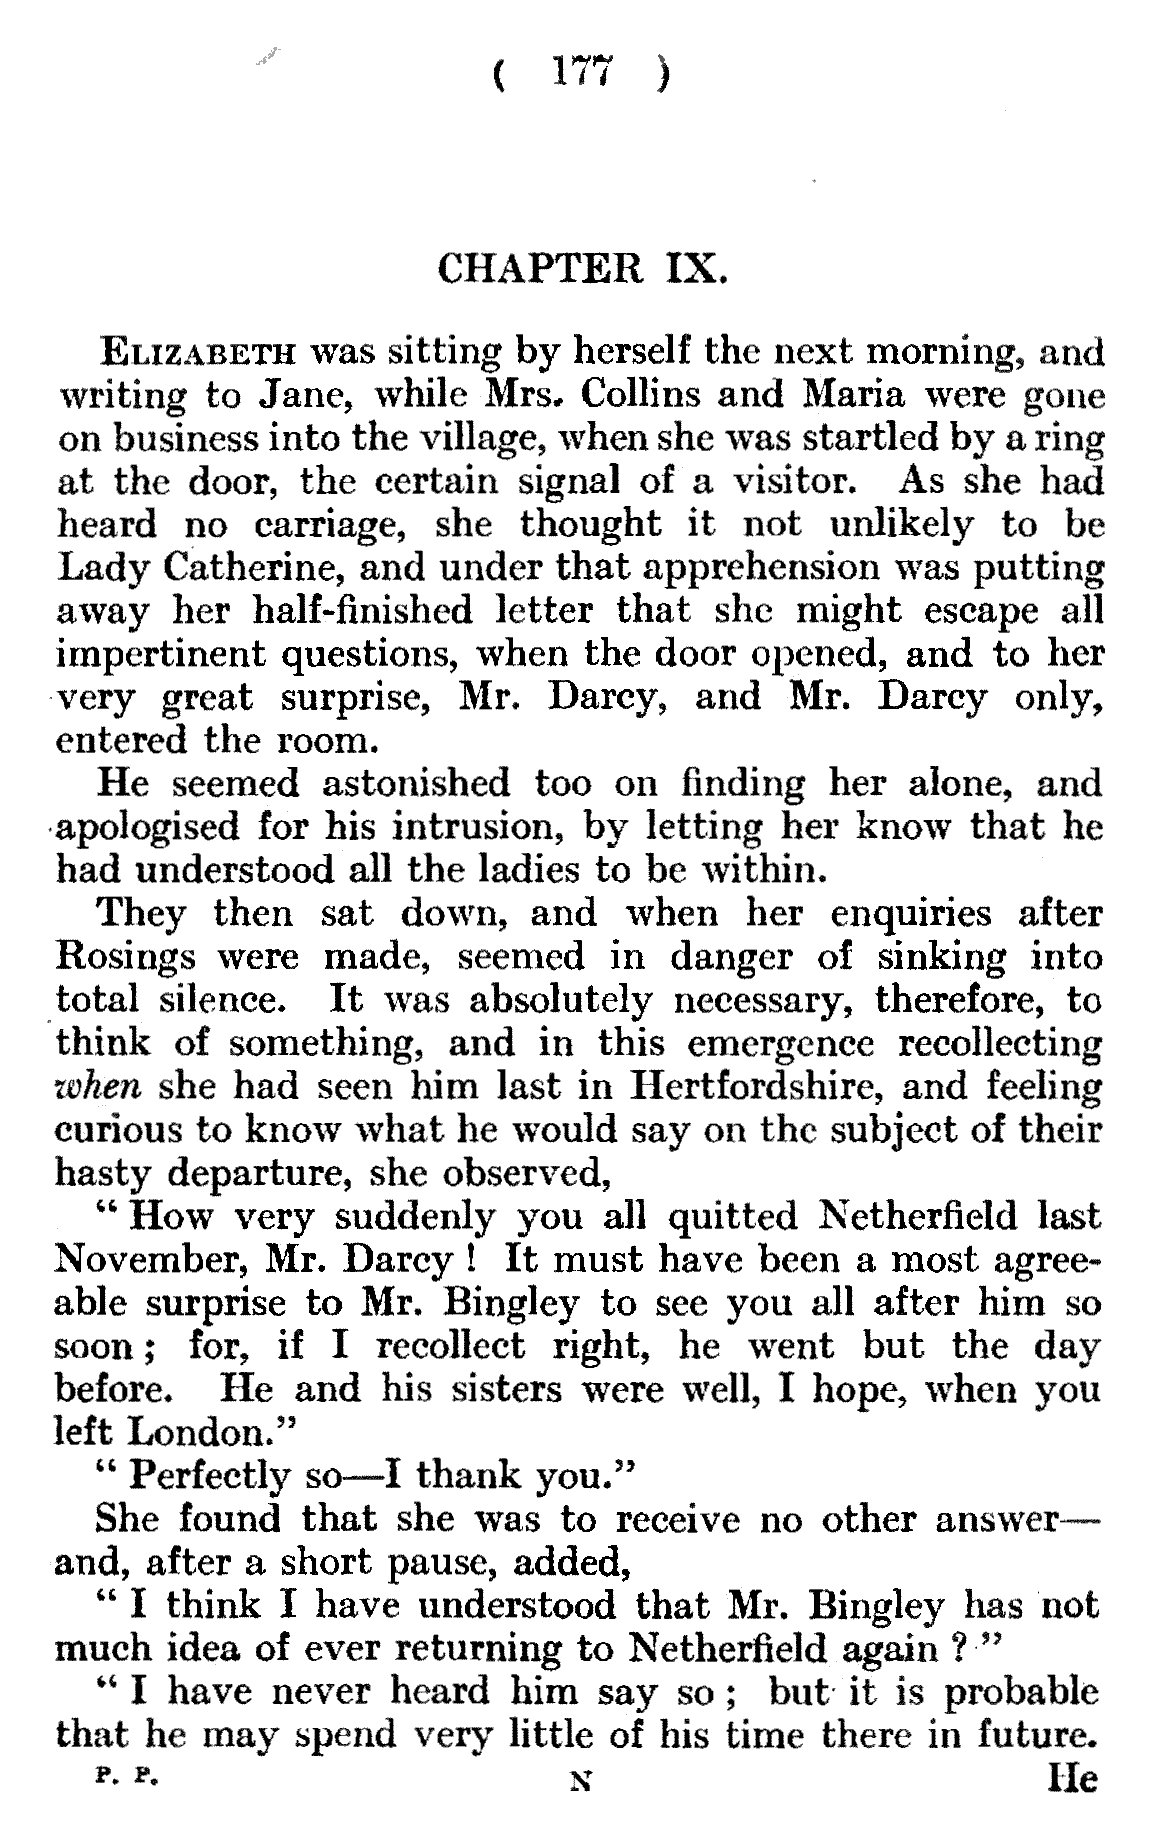 ( 177 )
CHAPTER IX.
ELIZABETH was sitting by herself the next morning, and
writing to Jane, while Mrs. Collins and Maria were gone
on business into the village, when she was startled by a ring
at the door, the certain signal of a visitor. As she had
heard no carriage, she thought it not unlikely to be
Lady Catherine, and under that apprehension was putting
away her half-finished letter that she might escape all
impertinent questions, when the door opened, and to her
very great surprise, Mr. Darcy, and Mr. Darcy only,
entered the room.
He seemed astonished too on finding her alone, and
apologised for his intrusion, by letting her know that he
had understood all the ladies to be within.
They then sat down, and when her enquiries after
Rosings were made, seemed in danger of sinking into
total silence. It was absolutely necessary, therefore, to
think of something, and in this emergence recollecting
when she had seen him last in Hertfordshire, and feeling
curious to know what he would say on the subject of their
hasty departure, she observed,
“ How very suddenly you all quitted Netherfield last
November, Mr. Darcy ! It must have been a most agree-
able surprise to Mr. Bingley to see you all after him so
soon ; for, if I recollect right, he went but the day
before. He and his sisters were well, I hope, when you
left London.”
“ Perfectly so—I thank you.”
She found that she was to receive no other answer—
and, after a short pause, added,
“ I think I have understood that Mr. Bingley has not
much idea of ever returning to Netherfield again ? ”
“ I have never heard him say so ; but it is probable
that he may spend very little of his time there in future.
P. P. N He